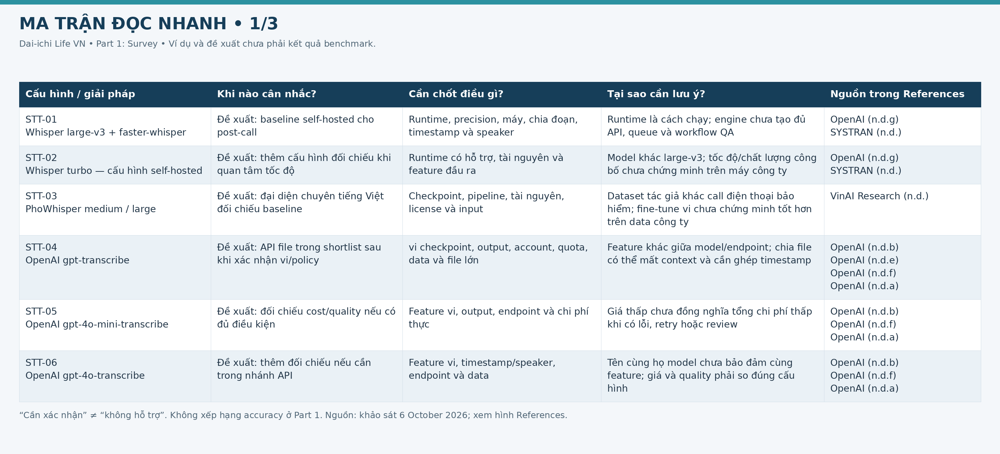 MA TRẬN ĐỌC NHANH • 1/3
Dai-ichi Life VN • Part 1: Survey • Ví dụ và đề xuất chưa phải kết quả benchmark.
Cấu hình / giải pháp
Khi nào cân nhắc?
Cần chốt điều gì?
Tại sao cần lưu ý?
Nguồn trong References
STT-01
Whisper large-v3 + faster-whisper
Đề xuất: baseline self-hosted cho
post-call
Runtime, precision, máy, chia đoạn,
timestamp và speaker
Runtime là cách chạy; engine chưa tạo đủ
API, queue và workflow QA
OpenAI (n.d.g)
SYSTRAN (n.d.)
STT-02
Whisper turbo — cấu hình self-hosted
Đề xuất: thêm cấu hình đối chiếu khi
quan tâm tốc độ
Runtime có hỗ trợ, tài nguyên và
feature đầu ra
Model khác large-v3; tốc độ/chất lượng công
bố chưa chứng minh trên máy công ty
OpenAI (n.d.g)
SYSTRAN (n.d.)
STT-03
PhoWhisper medium / large
Đề xuất: đại diện chuyên tiếng Việt
đối chiếu baseline
Checkpoint, pipeline, tài nguyên,
license và input
Dataset tác giả khác call điện thoại bảo
hiểm; fine-tune vi chưa chứng minh tốt hơn
trên data công ty
VinAI Research (n.d.)
STT-04
OpenAI gpt-transcribe
Đề xuất: API file trong shortlist sau
khi xác nhận vi/policy
vi checkpoint, output, account, quota,
data và file lớn
Feature khác giữa model/endpoint; chia file
có thể mất context và cần ghép timestamp
OpenAI (n.d.b)
OpenAI (n.d.e)
OpenAI (n.d.f)
OpenAI (n.d.a)
STT-05
OpenAI gpt-4o-mini-transcribe
Đề xuất: đối chiếu cost/quality nếu có
đủ điều kiện
Feature vi, output, endpoint và chi phí
thực
Giá thấp chưa đồng nghĩa tổng chi phí thấp
khi có lỗi, retry hoặc review
OpenAI (n.d.b)
OpenAI (n.d.f)
OpenAI (n.d.a)
STT-06
OpenAI gpt-4o-transcribe
Đề xuất: thêm đối chiếu nếu cần
trong nhánh API
Feature vi, timestamp/speaker,
endpoint và data
Tên cùng họ model chưa bảo đảm cùng
feature; giá và quality phải so đúng cấu
hình
OpenAI (n.d.b)
OpenAI (n.d.f)
OpenAI (n.d.a)
“Cần xác nhận” ≠ “không hỗ trợ”. Không xếp hạng accuracy ở Part 1. Nguồn: khảo sát 6 October 2026; xem hình References.